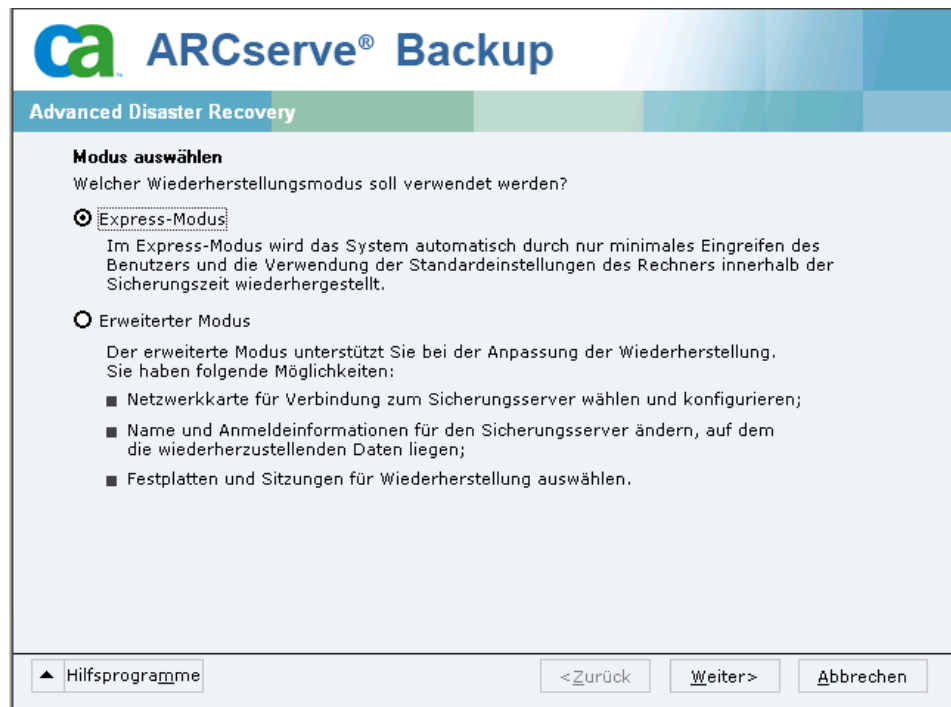 ca™ ARCserve® Backup
Advanced Disaster Recovery
Modus auswählen
Welcher Wiederherstellungsmodus soll verwendet werden?
Express-Modus
Im Express-Modus wird das System automatisch durch nur minimales Eingreifen des
Benutzers und die Verwendung der Standardeinstellungen des Rechners innerhalb der
Sicherungszeit wiederhergestellt.
Erweiterter Modus
Der erweiterte Modus unterstützt Sie bei der Anpassung der Wiederherstellung.
Sie haben folgende Möglichkeiten:
■ Netzwerkkarte für Verbindung zum Sicherungsserver wählen und konfigurieren;
■ Name und Anmeldeinformationen für den Sicherungsserver ändern, auf dem
die wiederherzustellenden Daten liegen;
■ Festplatten und Sitzungen für Wiederherstellung auswählen.
▲ Hilfsprogramme <Zurück Weiter> Abbrechen